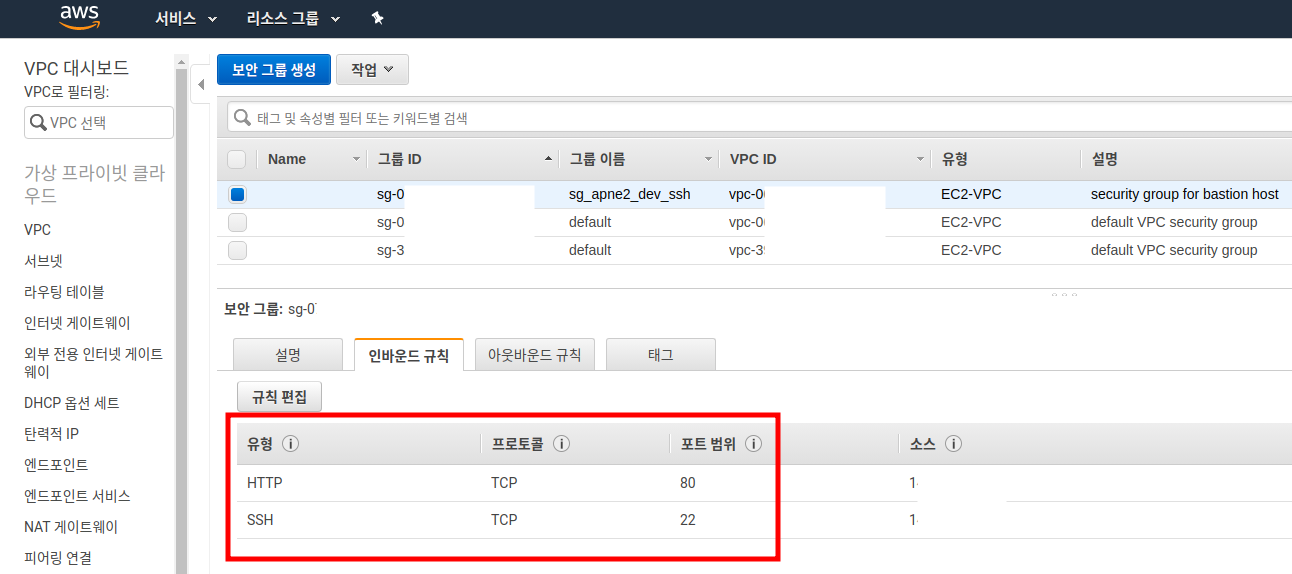 aws 서비스 리소스 그룹
VPC 대시보드
VPC로 필터링:
VPC 선택
가상 프라이빗 클라
우드
VPC
서브넷
라우팅 테이블
인터넷 게이트웨이
외부 전용 인터넷 게이트
웨이
DHCP 옵션 세트
탄력적 IP
엔드포인트
엔드포인트 서비스
NAT 게이트웨이
피어링 연결
보안 그룹 생성 작업
태그 및 속성별 필터 또는 키워드별 검색
Name 그룹 ID 그룹 이름 VPC ID 유형 설명
sg-0 sg_apne2_dev_ssh vpc-0 EC2-VPC security group for bastion host
sg-0 default vpc-0 EC2-VPC default VPC security group
sg-3 default vpc-3 EC2-VPC default VPC security group
보안 그룹: sg-0
설명 인바운드 규칙 아웃바운드 규칙 태그
규칙 편집
유형 프로토콜 포트 범위 소스
HTTP TCP 80 1
SSH TCP 22 1